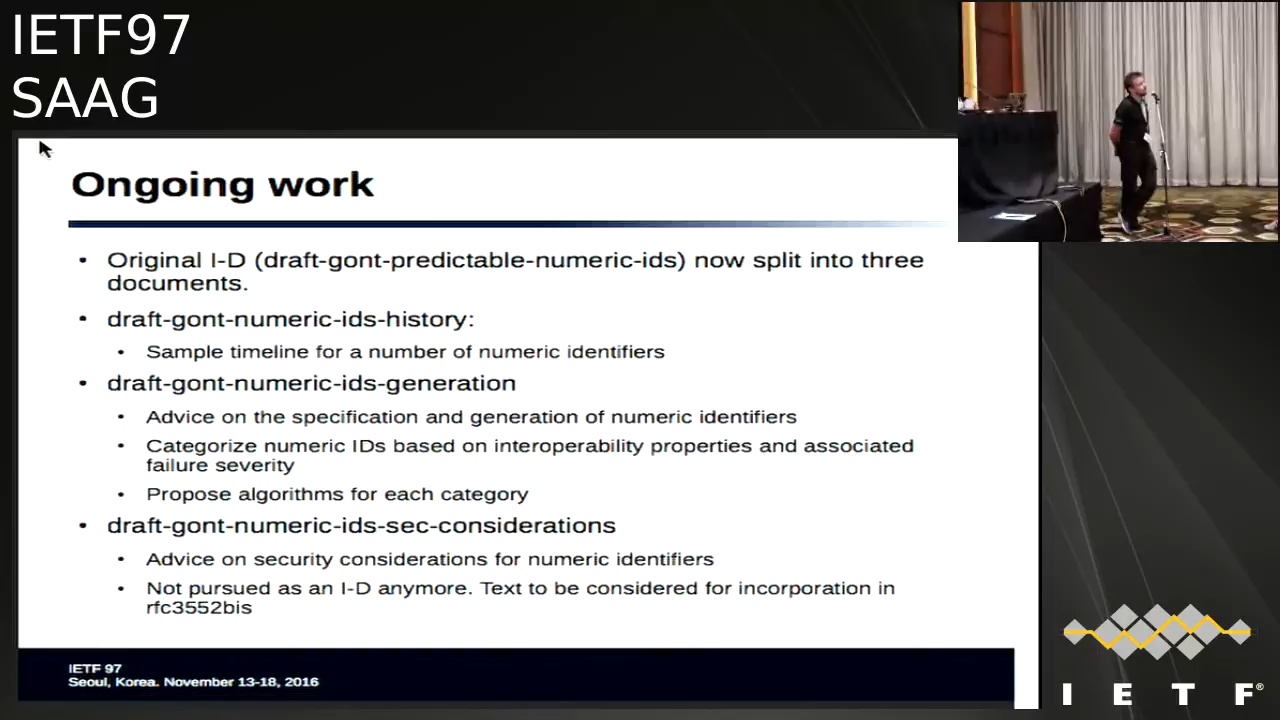 IETF97
SAAG
Ongoing work
• Original I-D (draft-gont-predictable-numeric-ids) now split into three
documents.
• draft-gont-numeric-ids-history:
• Sample timeline for a number of numeric identifiers
• draft-gont-numeric-ids-generation
• Advice on the specification and generation of numeric identifiers
• Categorize numeric IDs based on interoperability properties and associated
failure severity
• Propose algorithms for each category
• draft-gont-numeric-ids-sec-considerations
• Advice on security considerations for numeric identifiers
• Not pursued as an I-D anymore. Text to be considered for incorporation in
rfc3552bis
IETF 97
Seoul, Korea. November 13-18, 2016
I E T F®